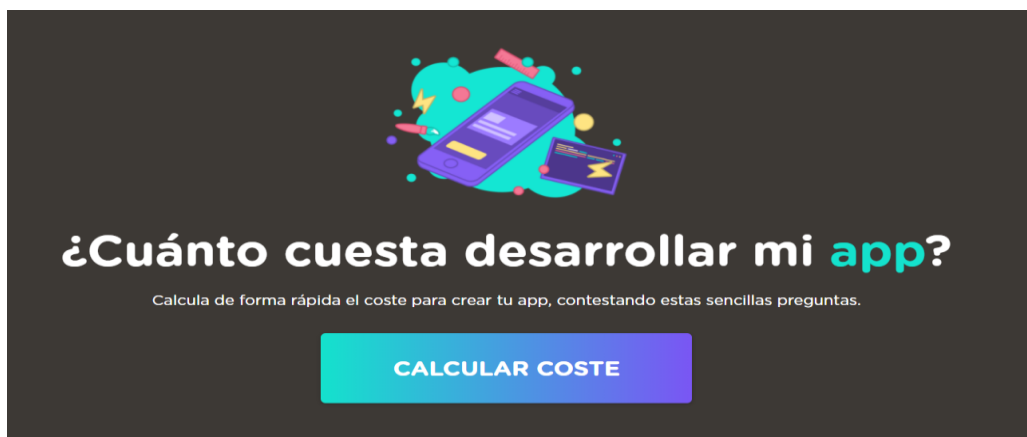 ¿Cuánto cuesta desarrollar mi app?
Calcula de forma rápida el coste para crear tu app, contestando estas sencillas preguntas.
CALCULAR COSTE